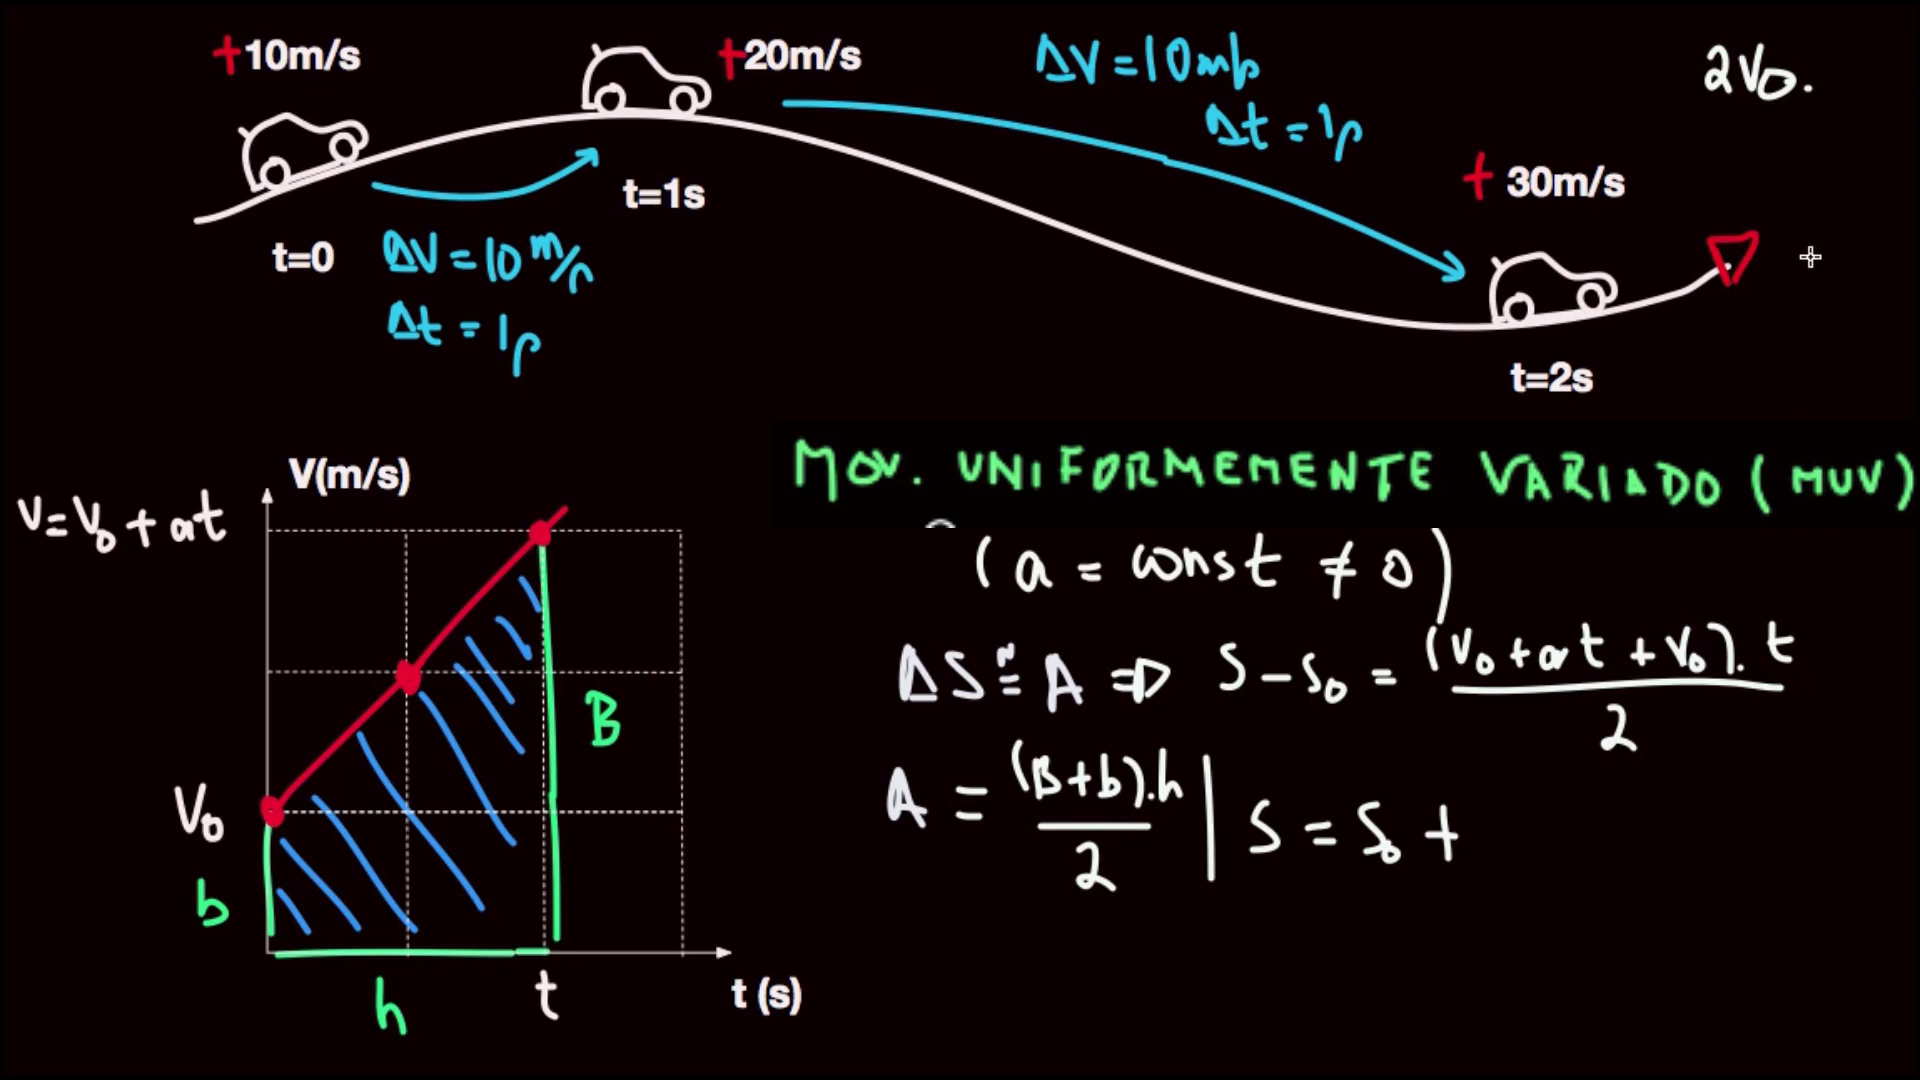 +10m/s
+20m/s
ΔV = 10 m/s
Δt = 1s
2V₀.
+ 30m/s
t=1s
t=0
ΔV = 10 m/s
Δt = 1s
t=2s
MOV. UNIFORMEMENTE VARIADO (MUV)
(a = const ≠ 0)
V(m/s)
V = V₀ + at
V₀
b
B
h
t
t (s)
ΔS ≝ A ⇒ S - S₀ = (V₀ + at + V₀). t / 2
A = (B+b).h / 2 | S = S₀ +